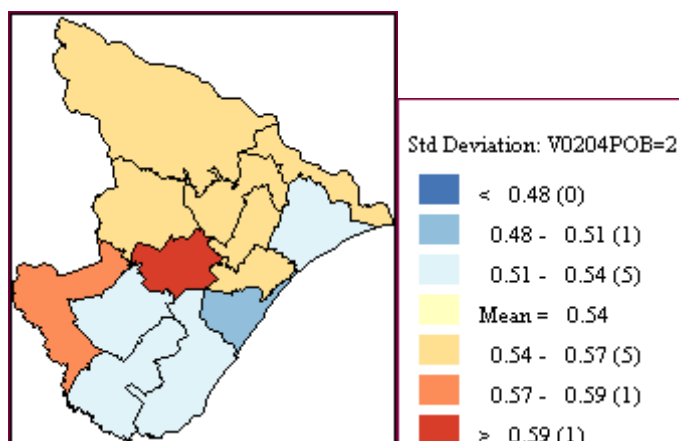 Std Deviation: V0204POB=2
< 0.48 (0)
0.48 - 0.51 (1)
0.51 - 0.54 (5)
Mean = 0.54
0.54 - 0.57 (5)
0.57 - 0.59 (1)
> 0.59 (1)